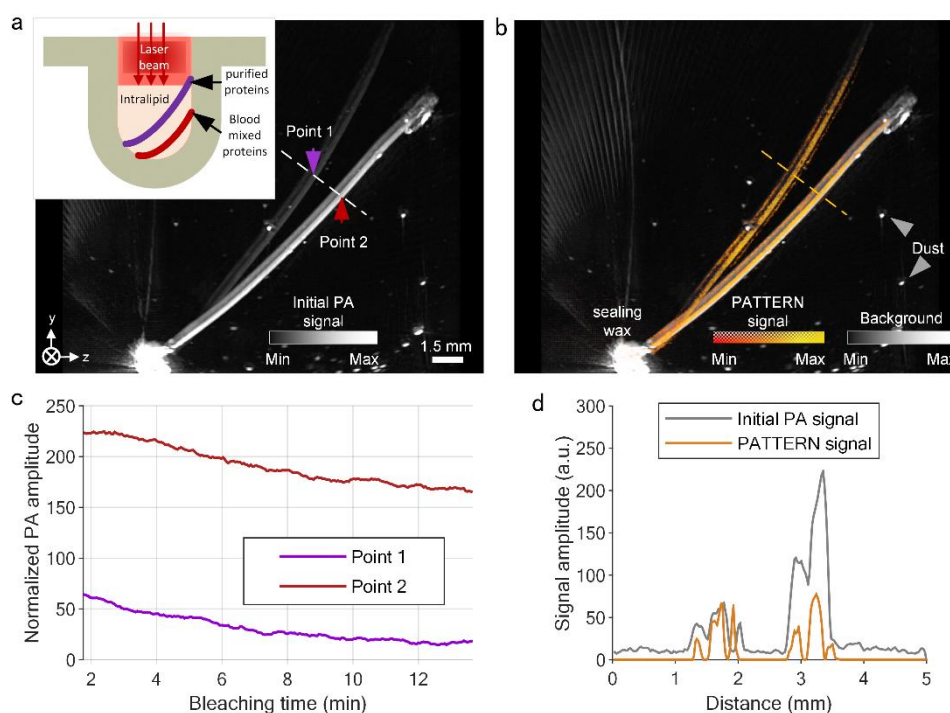 a
Laser
beam
Intralipid
purified
proteins
Blood
mixed
proteins
Point 1
Point 2
Initial PA
signal
Min
Max
1.5 mm
y
z
b
Dust
sealing
wax
PATTERN
signal
Min
Max
Background
Min
Max
c
Normalized PA amplitude
250
200
150
100
50
0
Point 1
Point 2
2
4
6
8
10
12
Bleaching time (min)
d
Signal amplitude (a.u.)
300
250
200
150
100
50
0
Initial PA signal
PATTERN signal
0
1
2
3
4
5
Distance (mm)